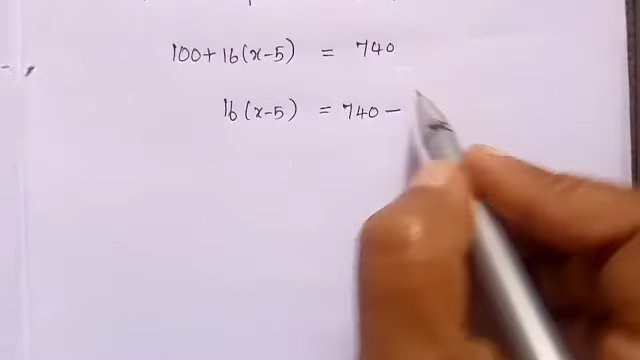 100+16(x-5) = 740
16(x-5) = 740 -